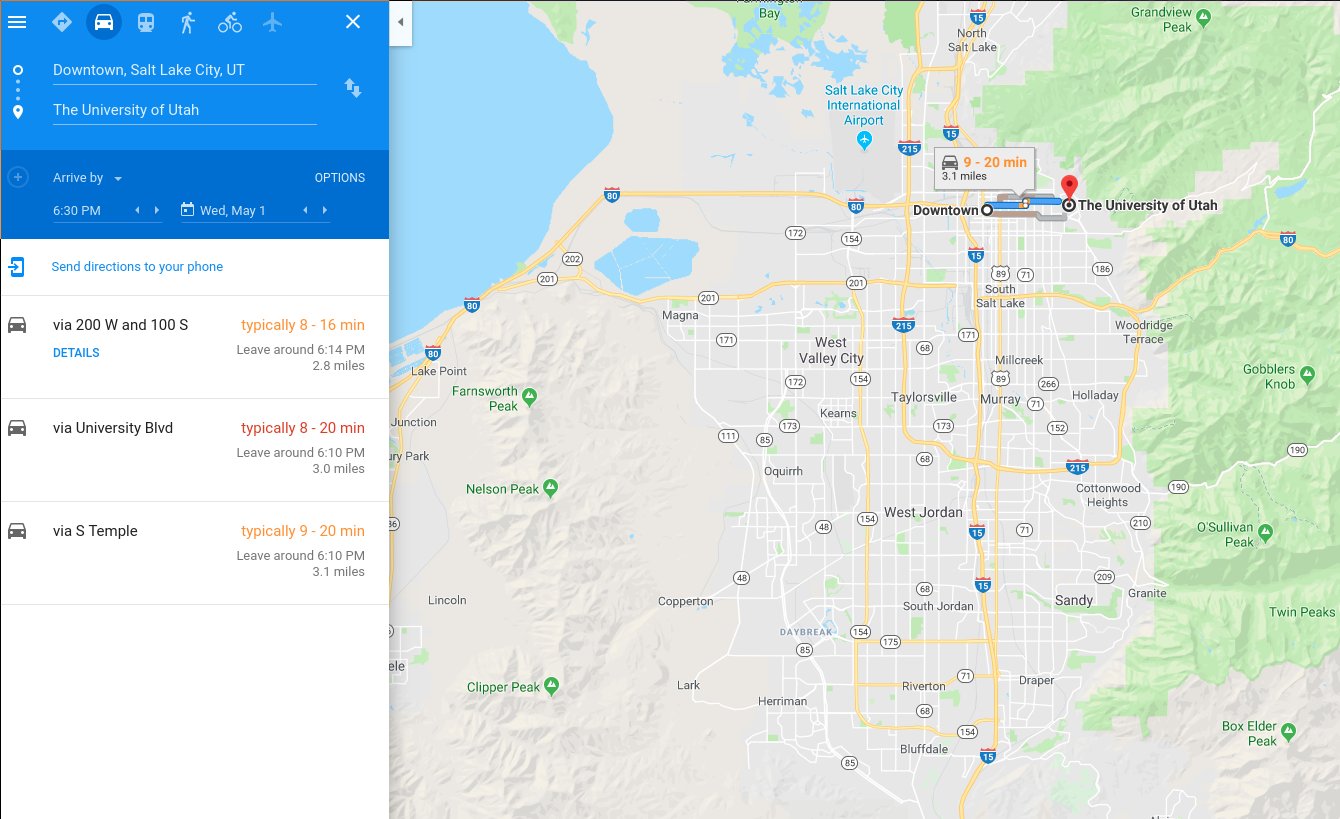 Downtown, Salt Lake City, UT
The University of Utah
Arrive by
OPTIONS
6:30 PM
Wed, May 1
Send directions to your phone
via 200 W and 100 S
typically 8 - 16 min
DETAILS
Leave around 6:14 PM
2.8 miles
via University Blvd
typically 8 - 20 min
Leave around 6:10 PM
3.0 miles
via S Temple
typically 9 - 20 min
Leave around 6:10 PM
3.1 miles
Bay
15
Grandview
Peak
North
Salt Lake
Salt Lake City
International
Airport
15
215
9 - 20 min
3.1 miles
80
80
Downtown
The University of Utah
172
154
80
15
202
201
89
71
186
201
201
South
Salt Lake
80
Magna
215
171
171
Woodridge
Terrace
West
Valley City
68
80
Millcreek
Lake Point
Gobblers
Knob
172
154
89
266
Farnsworth
Peak
Taylorsville
Murray
71
Holladay
Junction
Kearns
173
173
152
111
85
190
ury Park
68
215
Oquirrh
Nelson Peak
190
Cottonwood
Heights
154
West Jordan
210
36
48
15
71
O'Sullivan
Peak
48
209
15
68
Granite
Lincoln
Copperton
South Jordan
Sandy
Twin Peaks
DAYBREAK
154
175
85
ele
71
Clipper Peak
Lark
Riverton
Draper
Herriman
68
154
Box Elder
Peak
Bluffdale
15
85